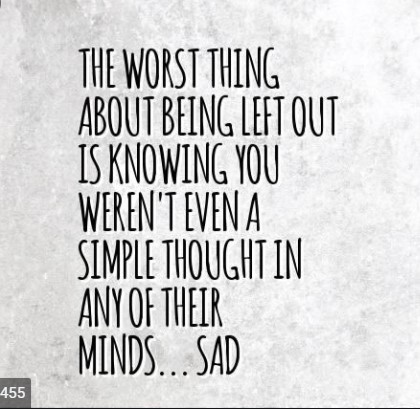 THE WORST THING
ABOUT BEING LEFT OUT
IS KNOWING YOU
WEREN'T EVEN A
SIMPLE THOUGHT IN
ANY OF THEIR
MINDS... SAD
455